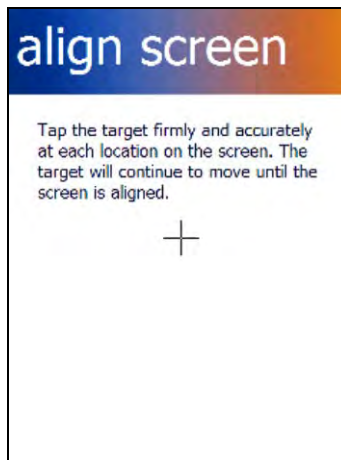 align screen
Tap the target firmly and accurately
at each location on the screen. The
target will continue to move until the
screen is aligned.